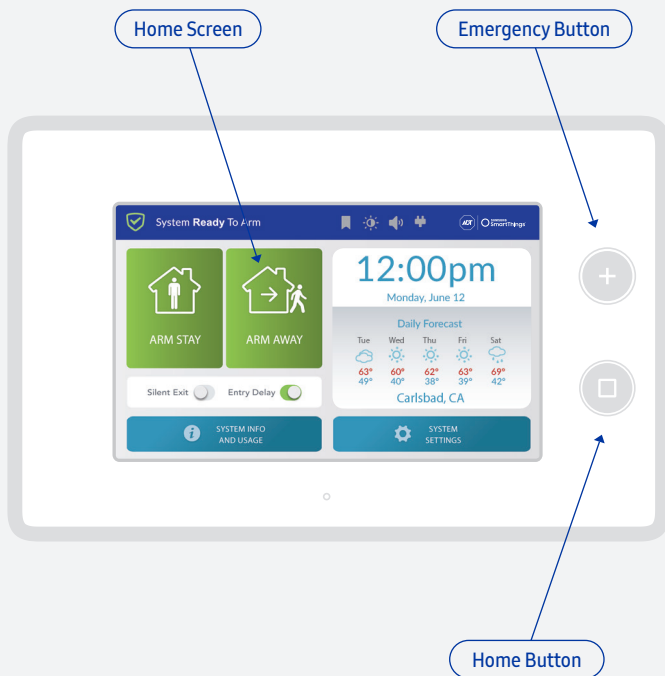 Home Screen
Emergency Button
System Ready To Arm
ADT
SmartThings
ARM STAY
ARM AWAY
12:00pm
Monday, June 12
Daily Forecast
Tue Wed Thu Fri Sat
63° 60° 62° 63° 69°
49° 40° 38° 39° 42°
Carlsbad, CA
Silent Exit
Entry Delay
SYSTEM INFO
AND USAGE
SYSTEM
SETTINGS
Home Button